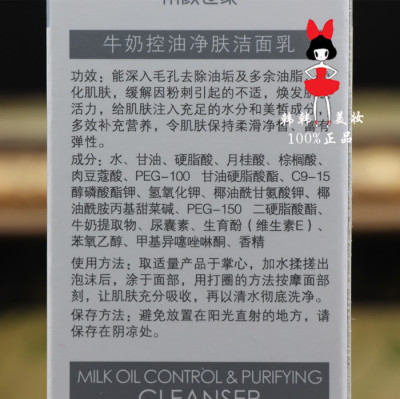 牛奶控油净肤洁面乳
功效：能深入毛孔去除油垢及多余油脂
化肌肤，缓解因粉刺引起的不适，焕发肌
活力，给肌肤注入充足的水分和美皙成分，
多效补充营养，令肌肤保持柔滑净皙、富有
弹性。
成分：水、甘油、硬脂酸、月桂酸、棕榈酸、
肉豆蔻酸、PEG-100 甘油硬脂酸酯、C9-15
醇磷酸酯钾、氢氧化钾、椰油酰甘氨酸钾、椰
油酰胺丙基甜菜碱、PEG-150 二硬脂酸酯、
牛奶提取物、尿囊素、生育酚（维生素E）、
苯氧乙醇、甲基异噻唑啉酮、香精
使用方法：取适量产品于掌心，加水揉搓出
泡沫后，涂于面部，用打圈的方法按摩面部
刻，让肌肤充分吸收，再以清水彻底洗净。
保存方法：避免放置在阳光直射的地方，请
保存在阴凉处。
MILK OIL CONTROL & PURIFYING
CLEANSER
韩韩 美妆
100%正品